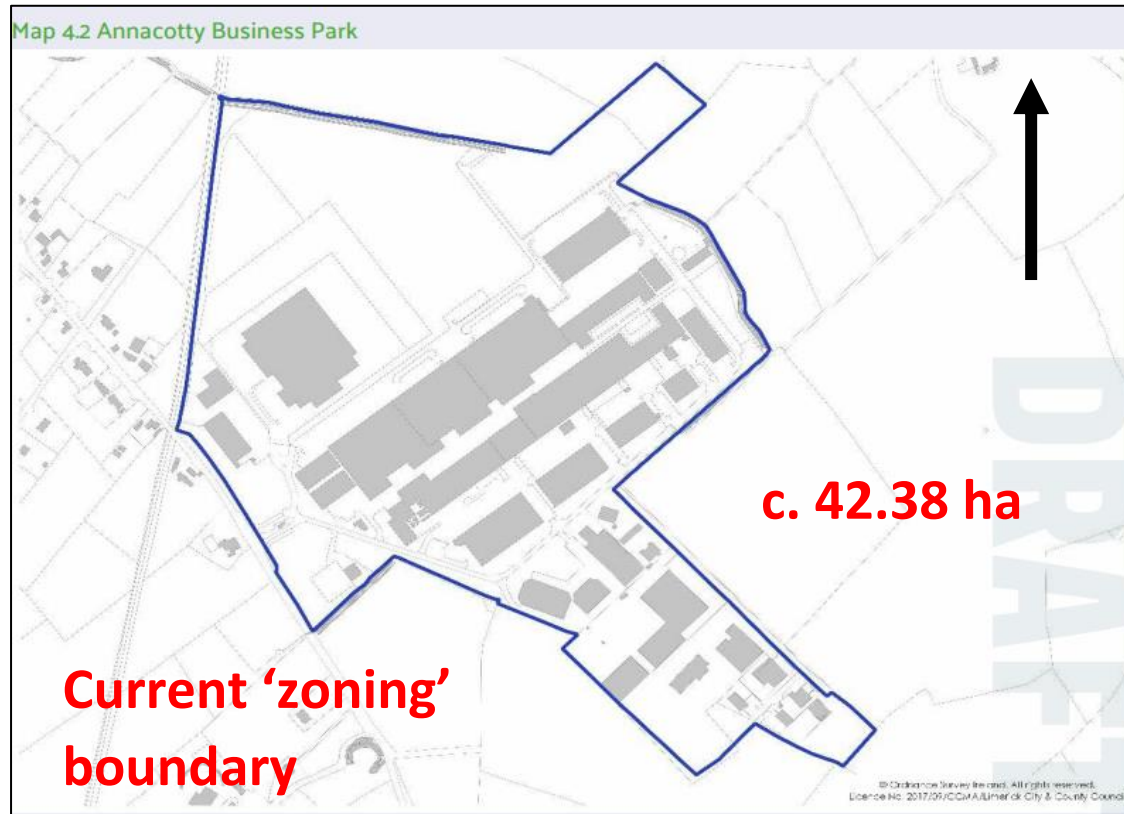 Map 4.2 Annacotty Business Park
c. 42.38 ha
DRAFT
Current ‘zoning’
boundary
© Ordnance Survey Ireland. All rights reserved.
Licence No. 2017/09/CCMA/Limerick City & County Council